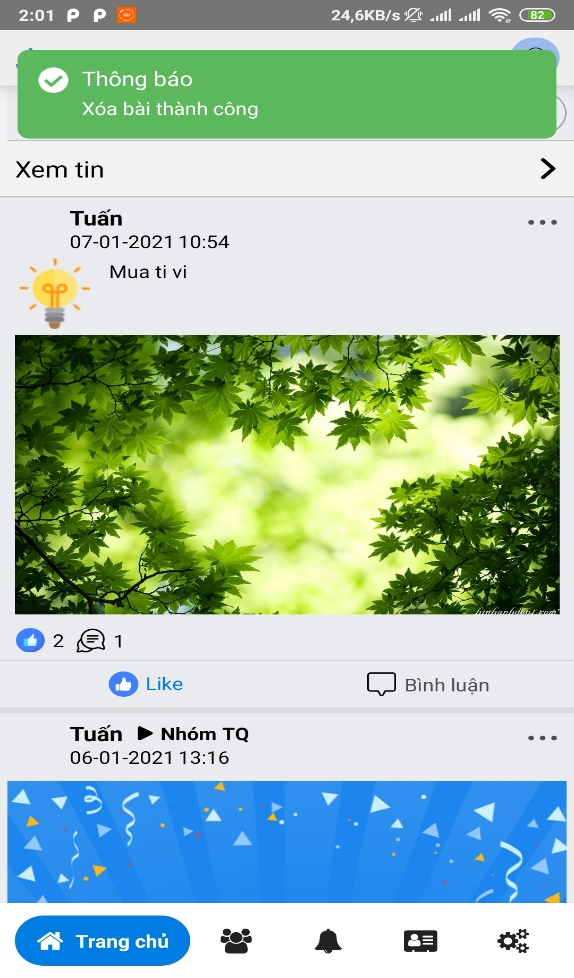 2:01
24,6KB/s
82
Thông báo
Xóa bài thành công
Xem tin
Tuấn
07-01-2021 10:54
Mua ti vi
2
1
Like
Bình luận
Tuấn ▶ Nhóm TQ
06-01-2021 13:16
Trang chủ